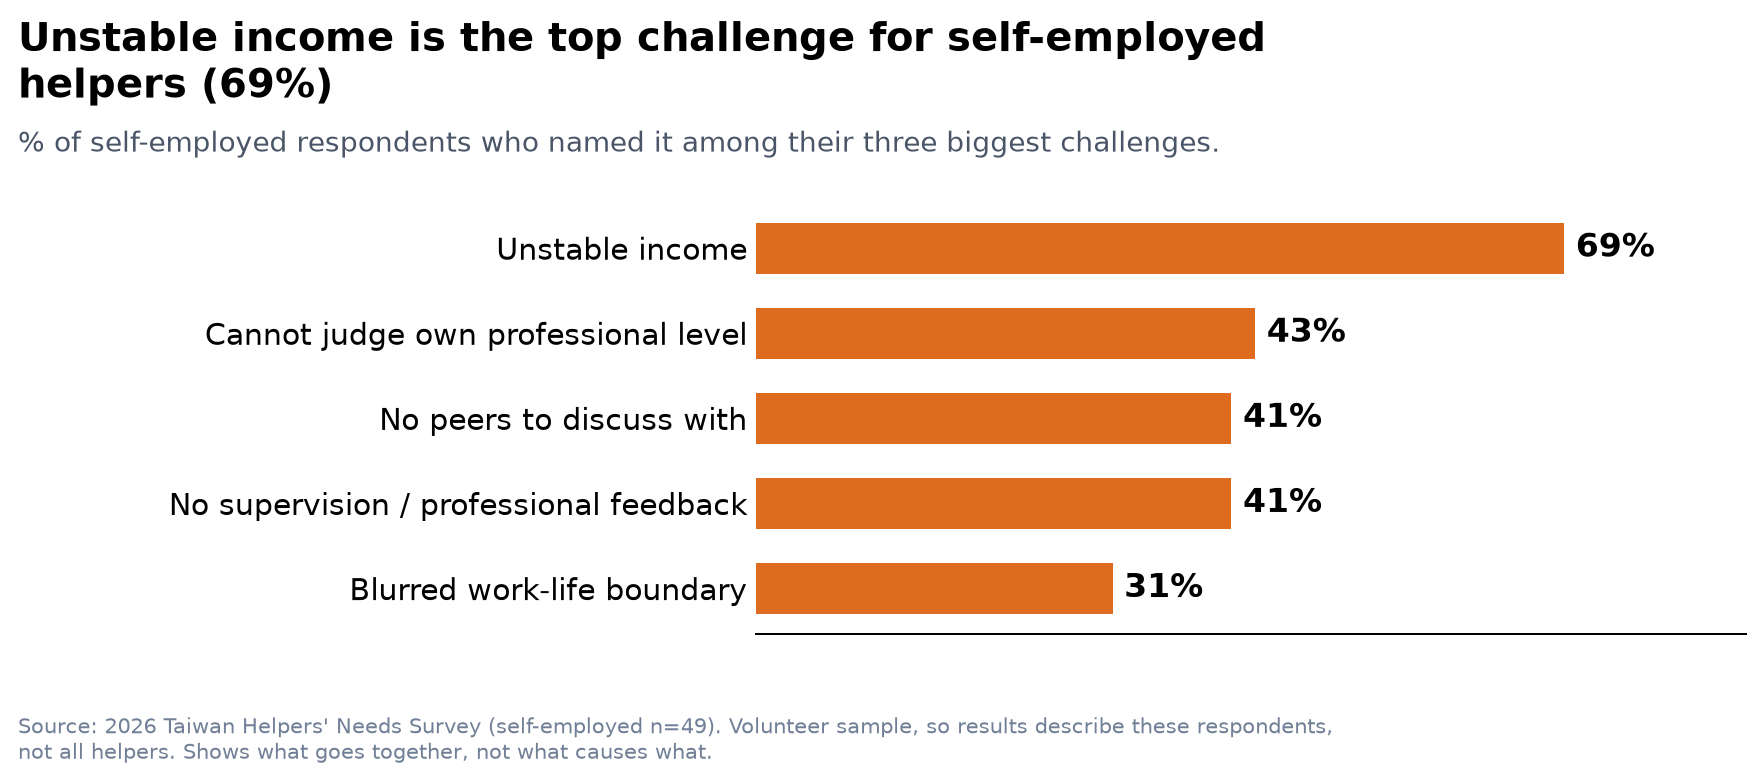 Unstable income is the top challenge for self-employed
helpers (69%)
% of self-employed respondents who named it among their three biggest challenges.
Unstable income 69%
Cannot judge own professional level 43%
No peers to discuss with 41%
No supervision / professional feedback 41%
Blurred work-life boundary 31%
Source: 2026 Taiwan Helpers' Needs Survey (self-employed n=49). Volunteer sample, so results describe these respondents,
not all helpers. Shows what goes together, not what causes what.